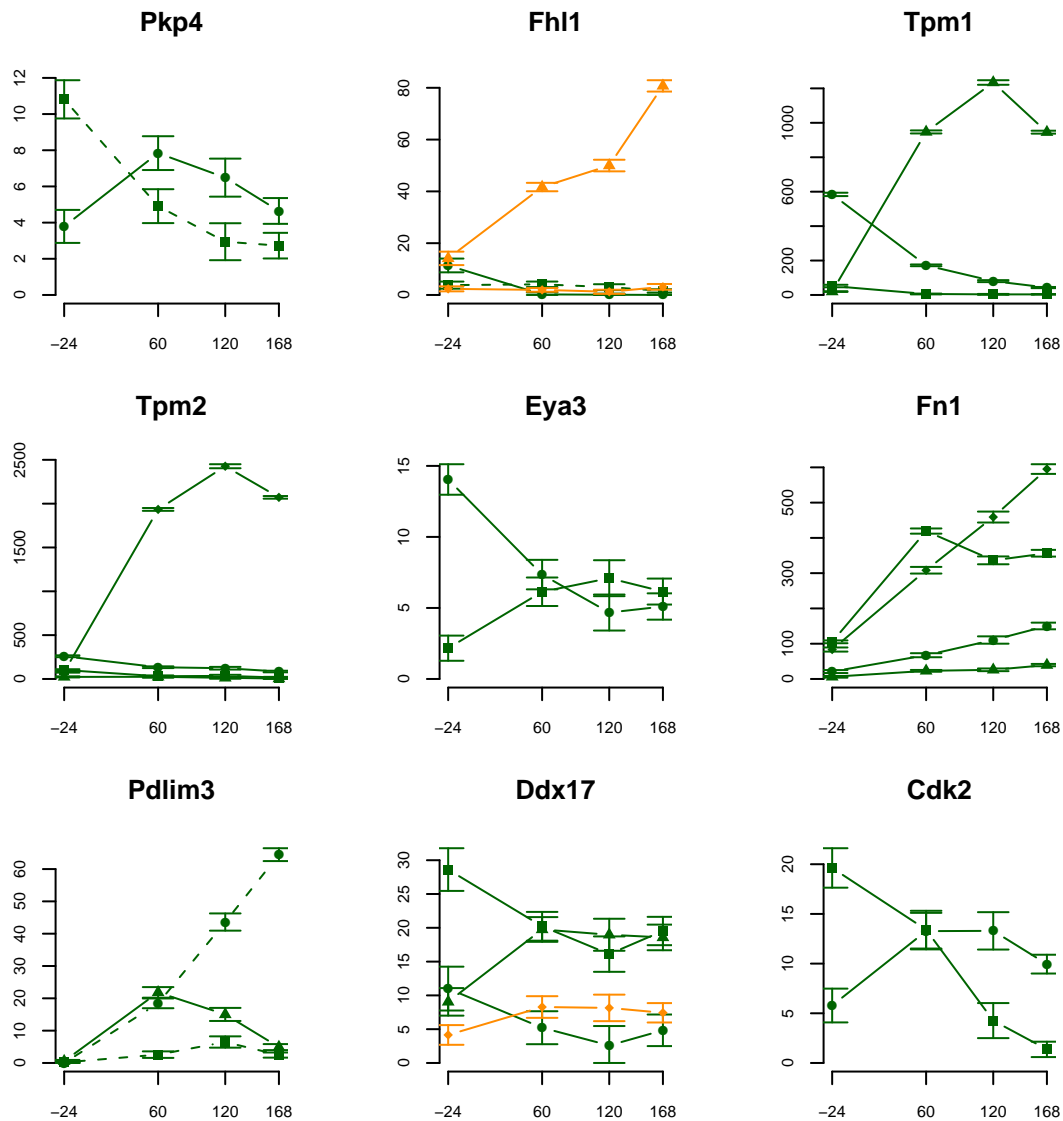 Pkp4
0 2 4 6 8 10 12
−24 60 120 168
Fhl1
0 20 40 60 80
−24 60 120 168
Tpm1
0 200 600 1000
−24 60 120 168
Tpm2
0 500 1500 2500
−24 60 120 168
Eya3
0 5 10 15
−24 60 120 168
Fn1
0 100 300 500
−24 60 120 168
Pdlim3
0 10 20 30 40 50 60
−24 60 120 168
Ddx17
0 5 10 15 20 25 30
−24 60 120 168
Cdk2
0 5 10 15 20
−24 60 120 168